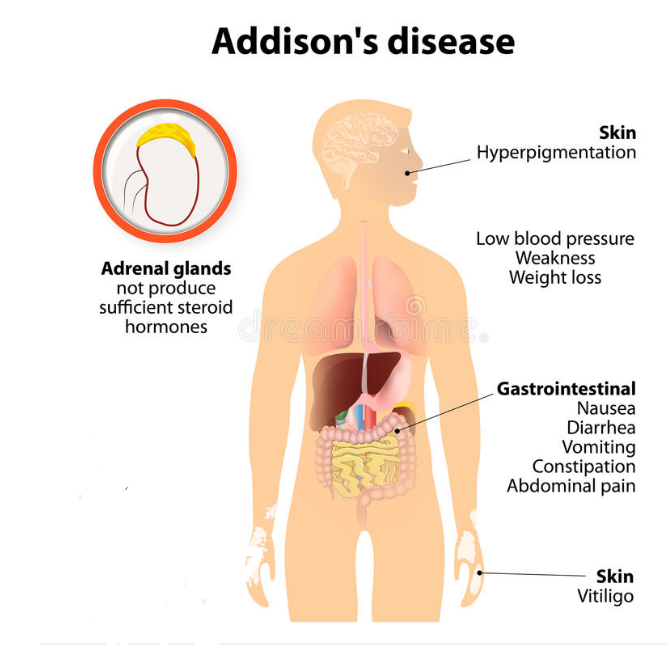 Addison's disease
Adrenal glands
not produce
sufficient steroid
hormones
Skin
Hyperpigmentation
Low blood pressure
Weakness
Weight loss
dreamstime.
Gastrointestinal
Nausea
Diarrhea
Vomiting
Constipation
Abdominal pain
Skin
Vitiligo